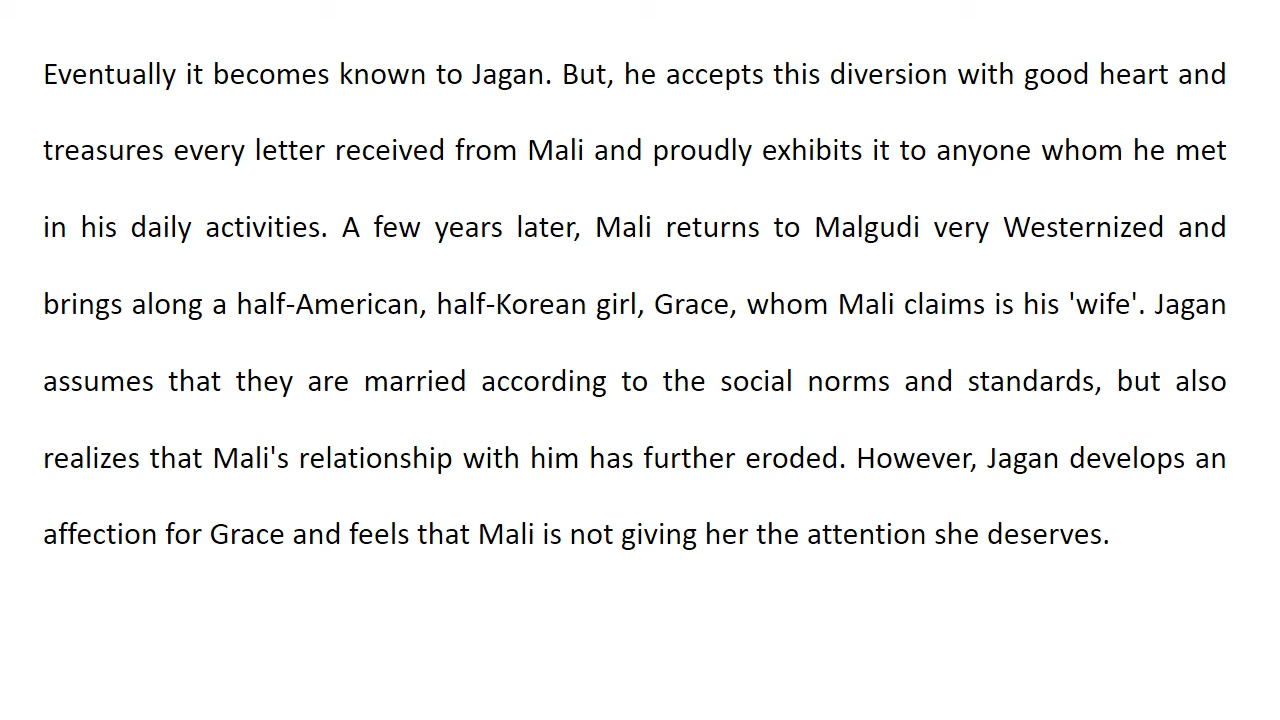 Eventually it becomes known to Jagan. But, he accepts this diversion with good heart and
treasures every letter received from Mali and proudly exhibits it to anyone whom he met
in his daily activities. A few years later, Mali returns to Malgudi very Westernized and
brings along a half-American, half-Korean girl, Grace, whom Mali claims is his 'wife'. Jagan
assumes that they are married according to the social norms and standards, but also
realizes that Mali's relationship with him has further eroded. However, Jagan develops an
affection for Grace and feels that Mali is not giving her the attention she deserves.